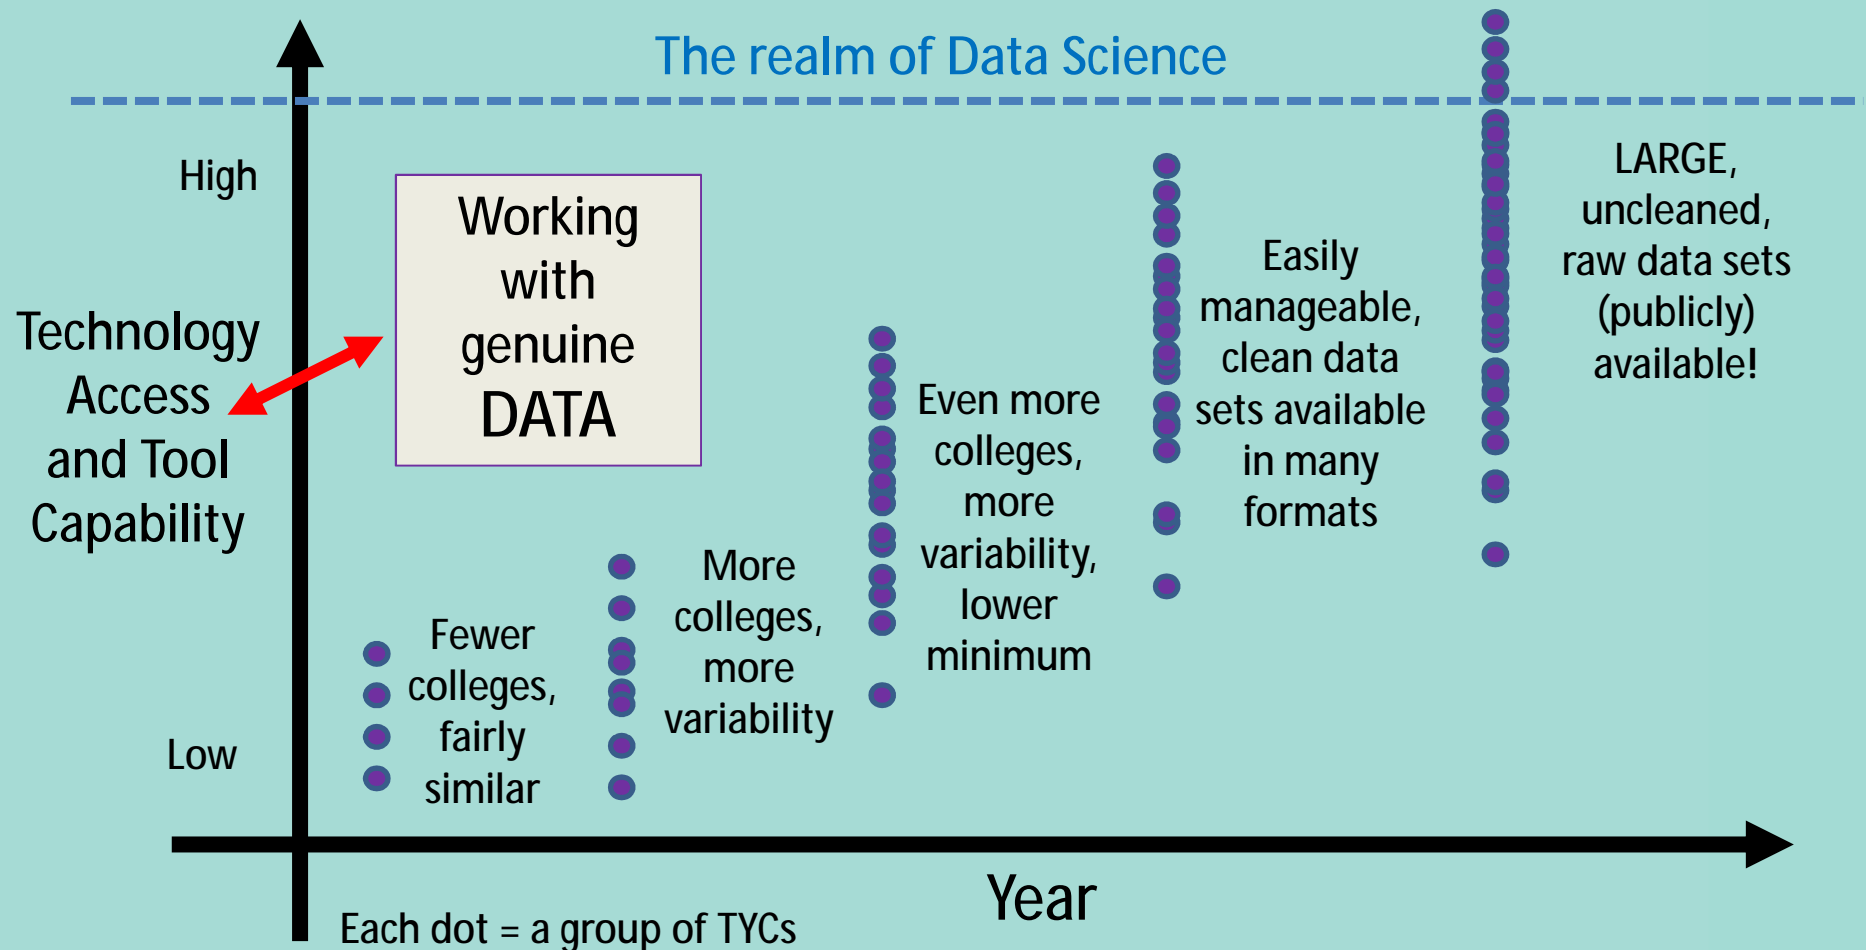 The realm of Data Science
High
Technology
Access
and Tool
Capability
Low
Working
with
genuine
DATA
Fewer
colleges,
fairly
similar
More
colleges,
more
variability
Even more
colleges,
more
variability,
lower
minimum
Easily
manageable,
clean data
sets available
in many
formats
LARGE,
uncleaned,
raw data sets
(publicly)
available!
Year
Each dot = a group of TYCs